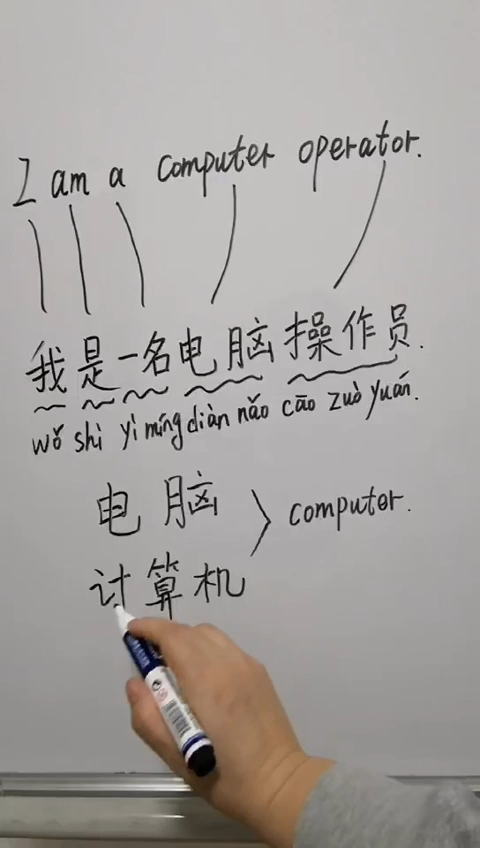 I am a computer operator.
我是一名电脑操作员.
wǒ shì yì míng diàn nǎo cāo zuò yuán.
电脑
computer.
计算机